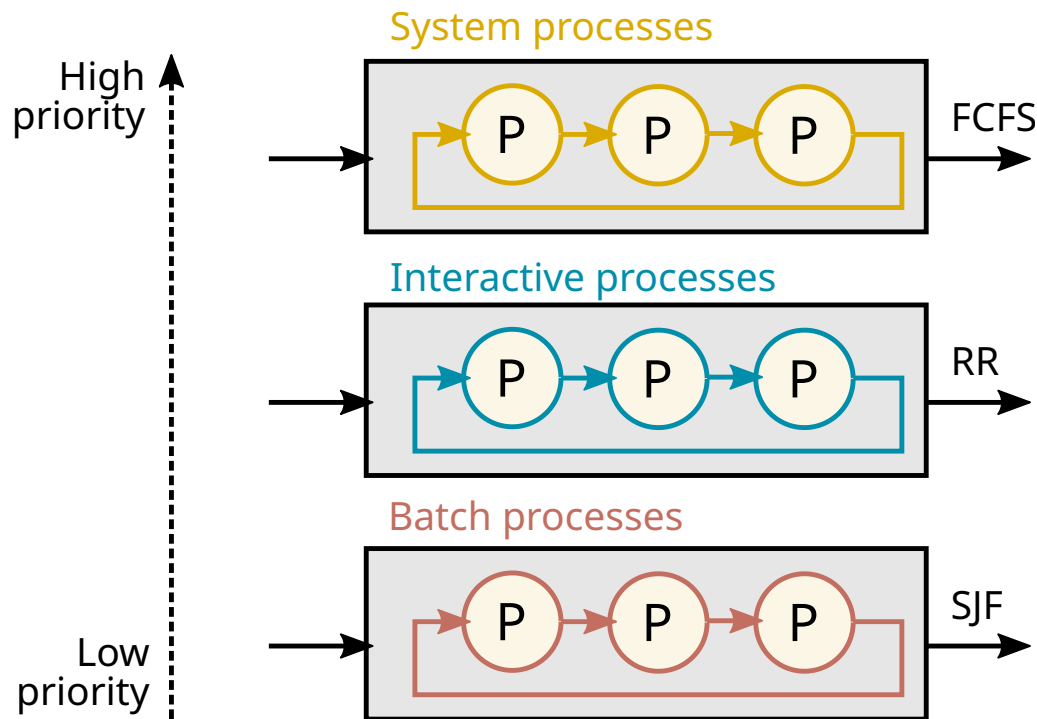 System processes
High
priority
P P P
FCFS
Interactive processes
P P P
RR
Batch processes
P P P
SJF
Low
priority